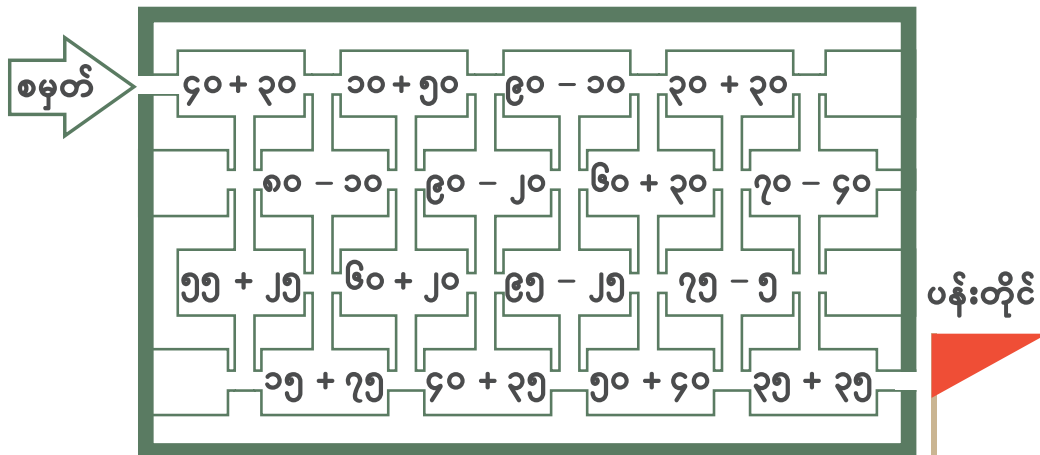 စမှတ်
၄၀ + ၃၀ ၁၀ + ၅၀ ၉၀ − ၁၀ ၃၀ + ၃၀
၈၀ − ၁၀ ၉၀ − ၂၀ ၆၀ + ၃၀ ၇၀ − ၄၀
၅၅ + ၂၅ ၆၀ + ၂၀ ၉၅ − ၂၅ ၇၅ − ၅
ပန်းတိုင်
၁၅ + ၇၅ ၄၀ + ၃၅ ၅၀ + ၄၀ ၃၅ + ၃၅